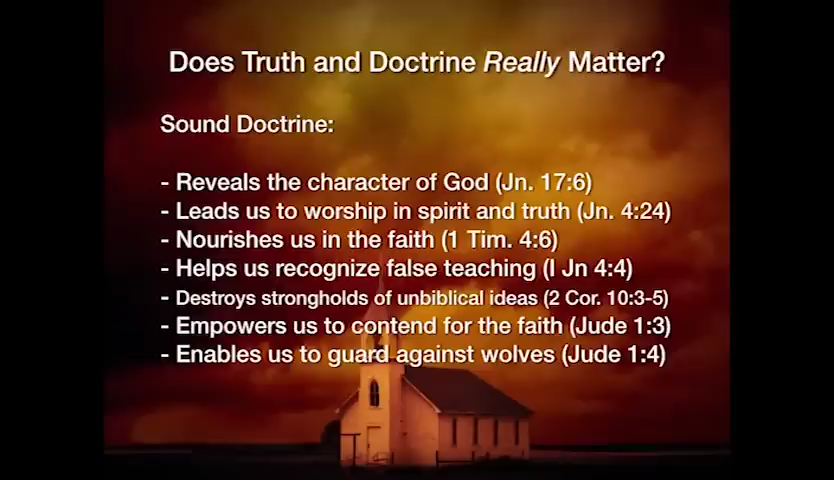 Does Truth and Doctrine Really Matter?
Sound Doctrine:
- Reveals the character of God (Jn. 17:6)
- Leads us to worship in spirit and truth (Jn. 4:24)
- Nourishes us in the faith (1 Tim. 4:6)
- Helps us recognize false teaching (I Jn 4:4)
- Destroys strongholds of unbiblical ideas (2 Cor. 10:3-5)
- Empowers us to contend for the faith (Jude 1:3)
- Enables us to guard against wolves (Jude 1:4)